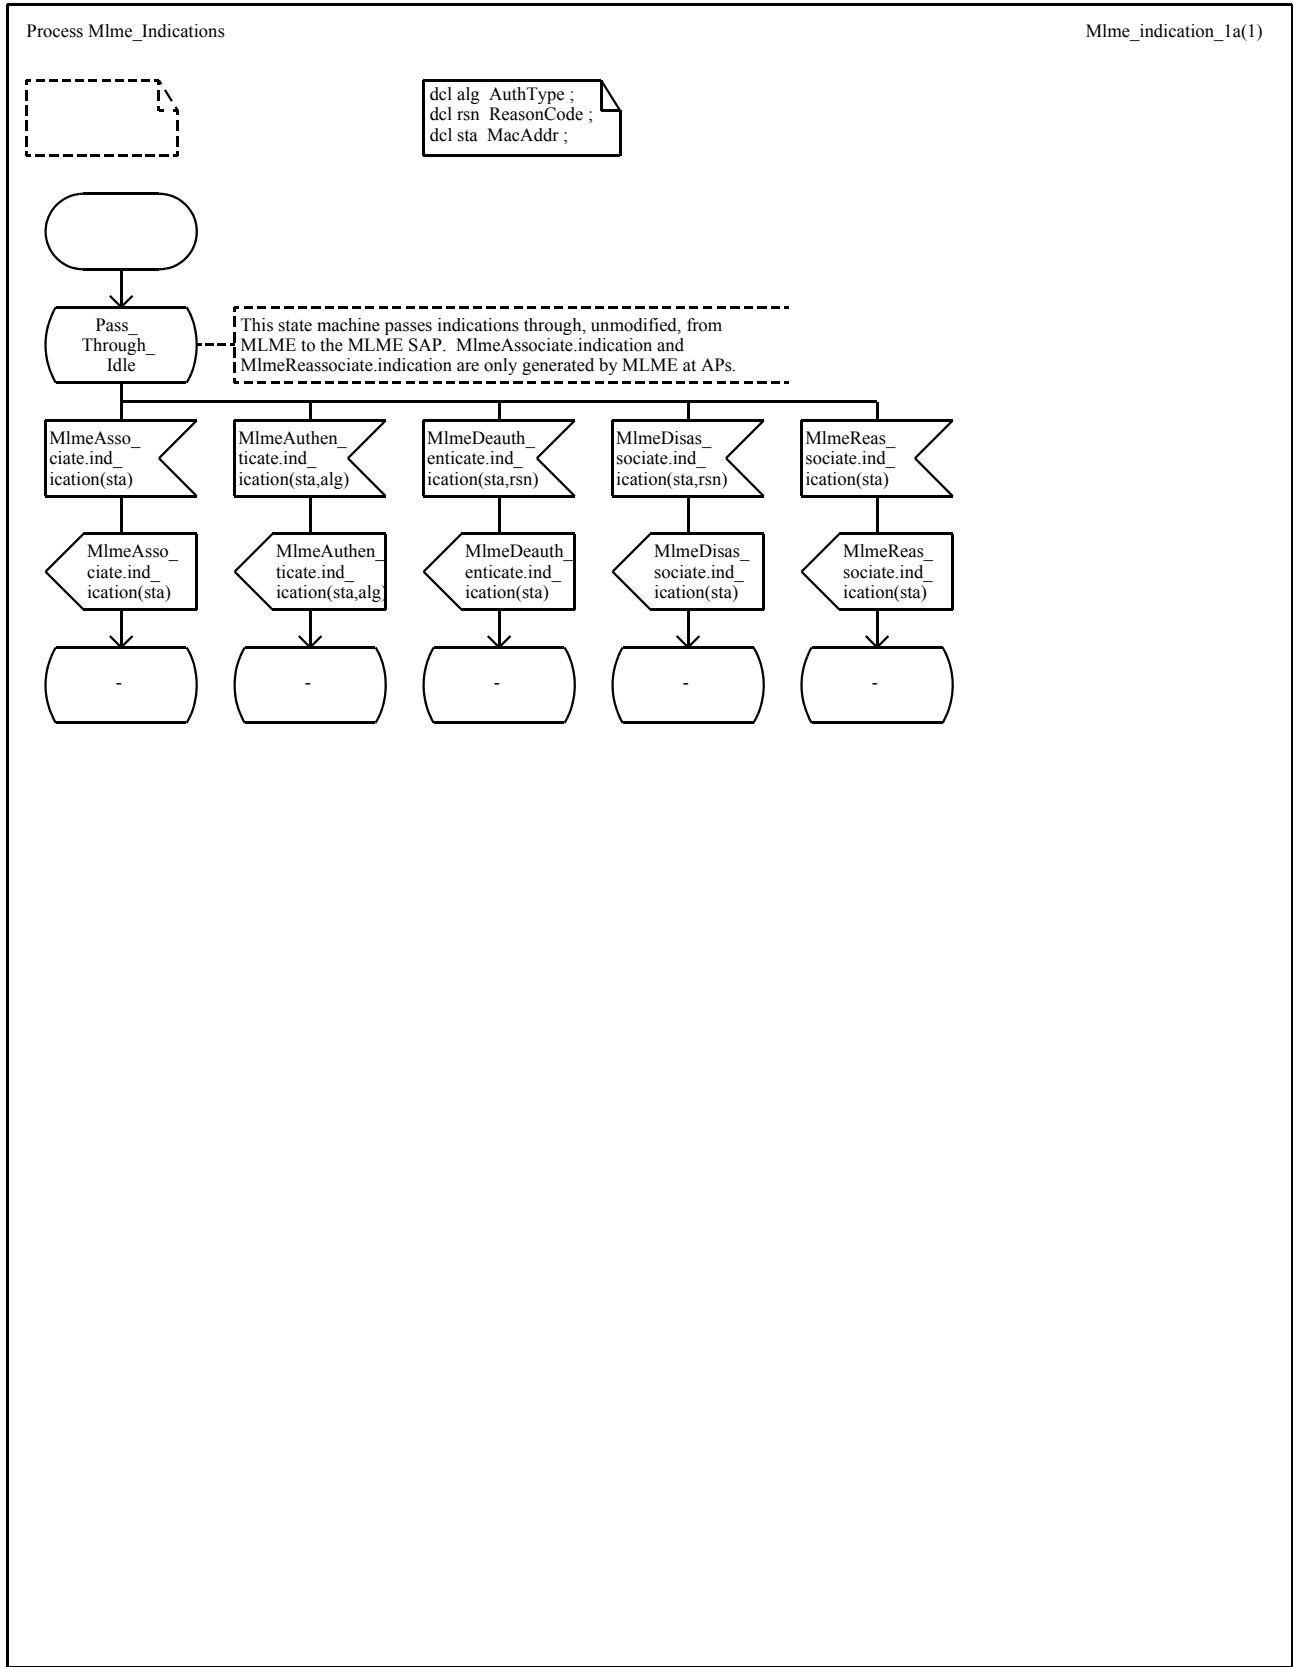 Process Mlme_Indications
Mlme_indication_1a(1)
dcl alg AuthType ;
dcl rsn ReasonCode ;
dcl sta MacAddr ;
Pass_
Through_
Idle
This state machine passes indications through, unmodified, from
MLME to the MLME SAP. MlmeAssociate.indication and
MlmeReassociate.indication are only generated by MLME at APs.
MlmeAsso_
ciate.ind_
ication(sta)
MlmeAuthen_
ticate.ind_
ication(sta,alg)
MlmeDeauth_
enticate.ind_
ication(sta,rsn)
MlmeDisas_
sociate.ind_
ication(sta,rsn)
MlmeReas_
sociate.ind_
ication(sta)
MlmeAsso_
ciate.ind_
ication(sta)
MlmeAuthen_
ticate.ind_
ication(sta,alg)
MlmeDeauth_
enticate.ind_
ication(sta)
MlmeDisas_
sociate.ind_
ication(sta)
MlmeReas_
sociate.ind_
ication(sta)
-
-
-
-
-